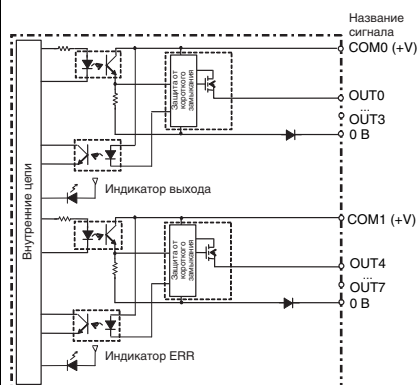 Название
сигнала
COM0 (+V)
OUT0
...
OUT3
0 В
Защита от
короткого
замыкания
Индикатор выхода
Внутренние цепи
COM1 (+V)
OUT4
...
OUT7
0 В
Защита от
короткого
замыкания
Индикатор ERR